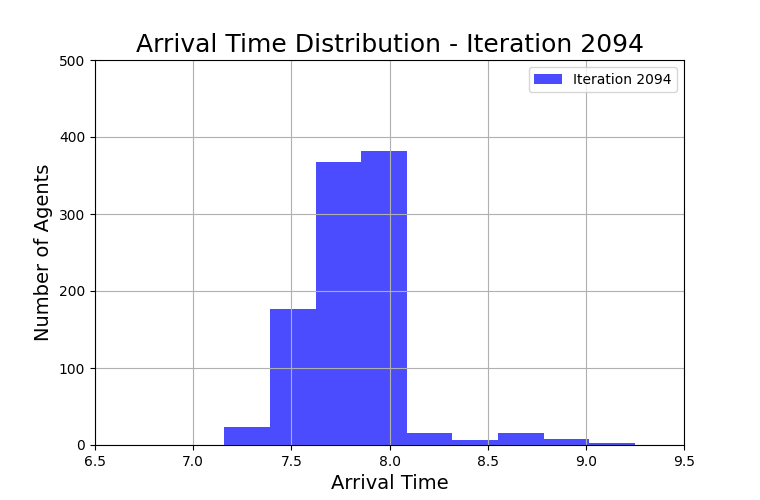 Arrival Time Distribution - Iteration 2094
Iteration 2094
500
400
300
200
100
0
Number of Agents
6.5 7.0 7.5 8.0 8.5 9.0 9.5
Arrival Time